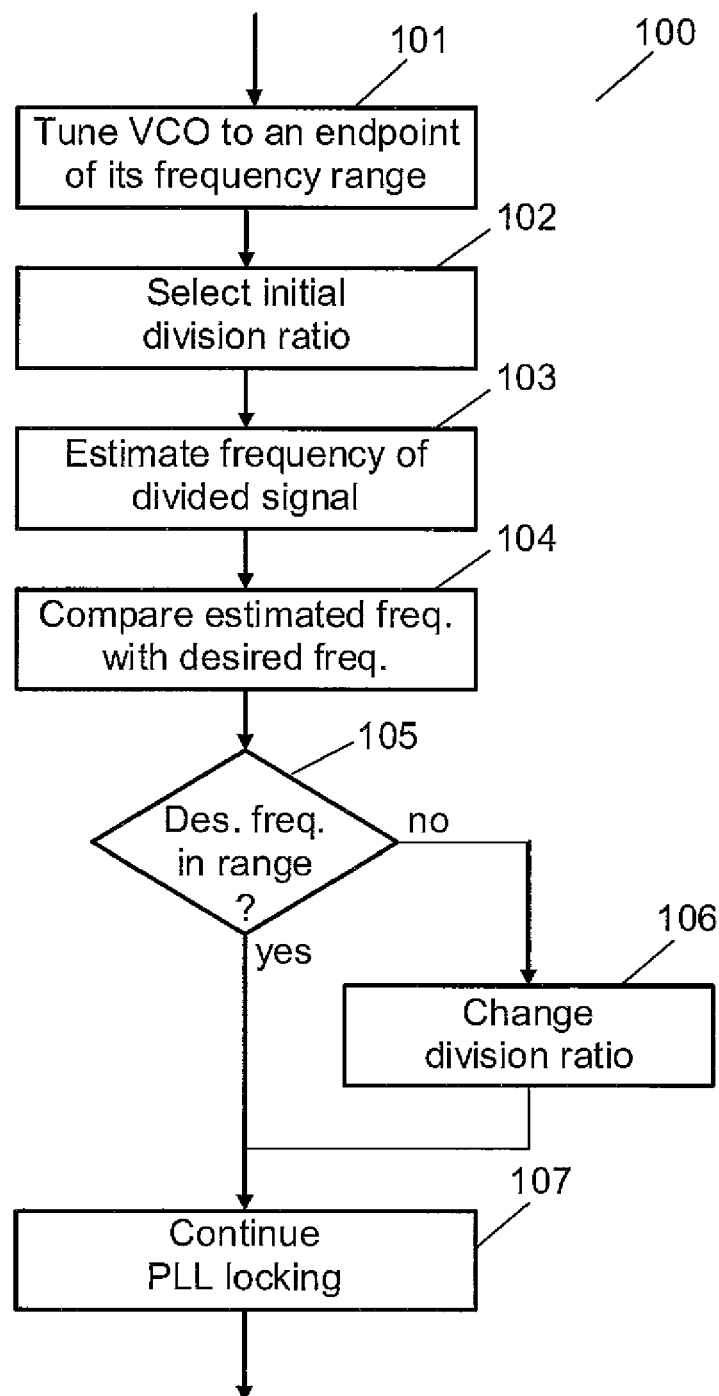 101
100
Tune VCO to an endpoint
of its frequency range
102
Select initial
division ratio
103
Estimate frequency of
divided signal
104
Compare estimated freq.
with desired freq.
105
Des. freq.
in range
?
no
yes
106
Change
division ratio
107
Continue
PLL locking